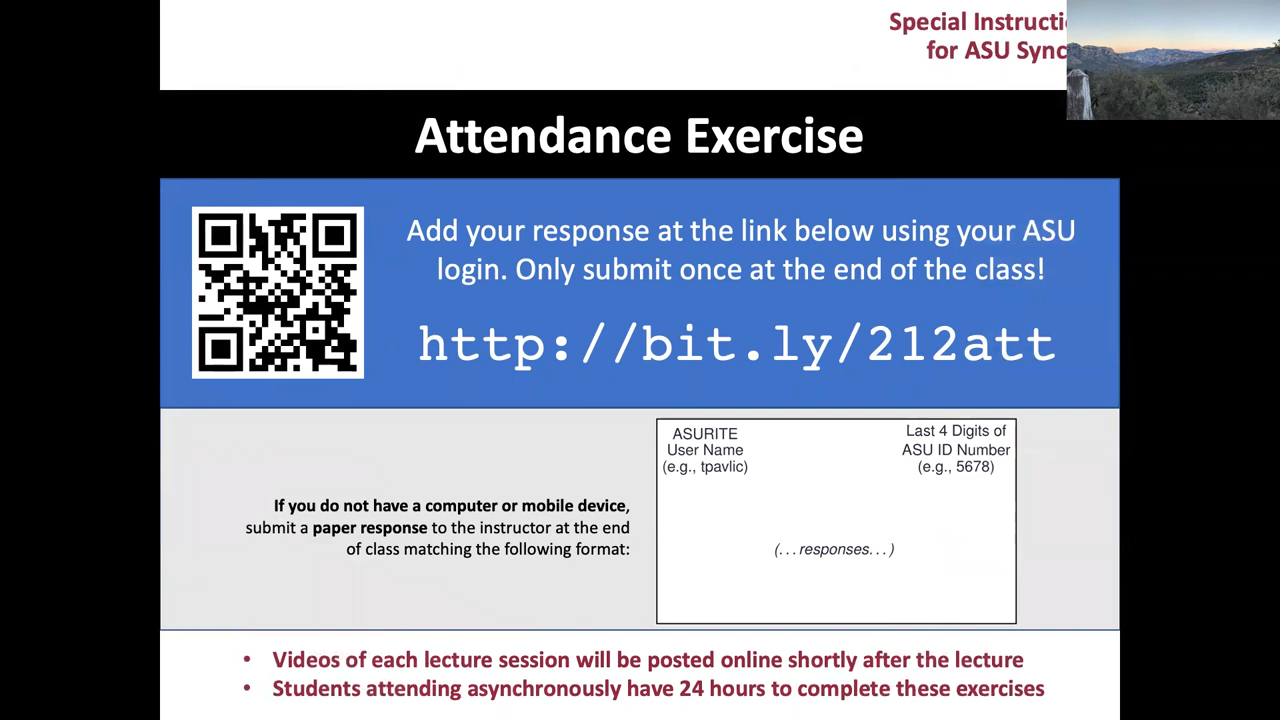 Special Instructi
for ASU Sync
Attendance Exercise
Add your response at the link below using your ASU
login. Only submit once at the end of the class!
http://bit.ly/212att
ASURITE
User Name
(e.g., tpavlic)
Last 4 Digits of
ASU ID Number
(e.g., 5678)
If you do not have a computer or mobile device,
submit a paper response to the instructor at the end
of class matching the following format:
(...responses...)
• Videos of each lecture session will be posted online shortly after the lecture
• Students attending asynchronously have 24 hours to complete these exercises